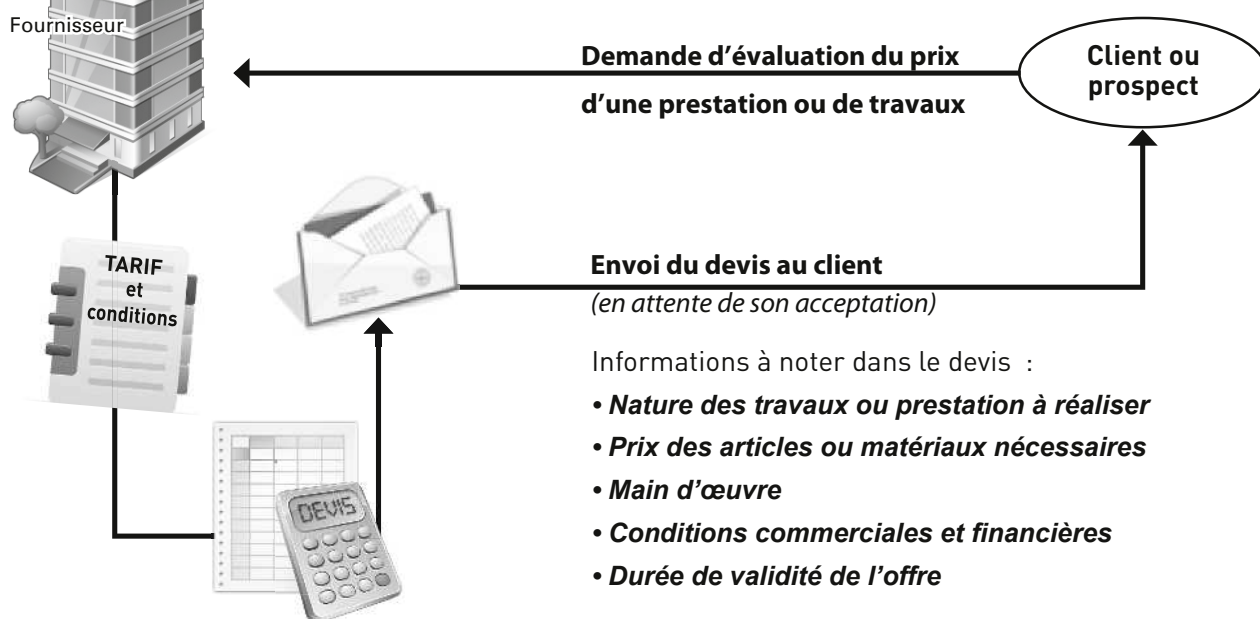 Fournisseur
Demande d’évaluation du prix
d’une prestation ou de travaux
Client ou
prospect
TARIF
et
conditions
Envoi du devis au client
(en attente de son acceptation)
Informations à noter dans le devis :
• Nature des travaux ou prestation à réaliser
• Prix des articles ou matériaux nécessaires
• Main d’œuvre
• Conditions commerciales et financières
• Durée de validité de l’offre
DEVIS